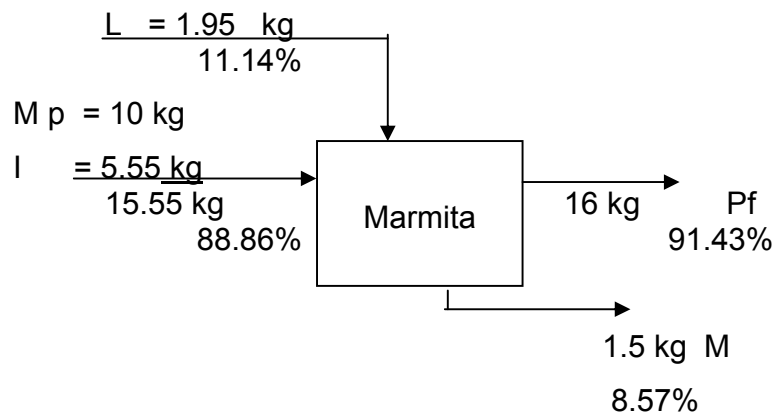 L = 1.95 kg
11.14%
M p = 10 kg
I = 5.55 kg
15.55 kg
88.86%
Marmita
16 kg Pf
91.43%
1.5 kg M
8.57%